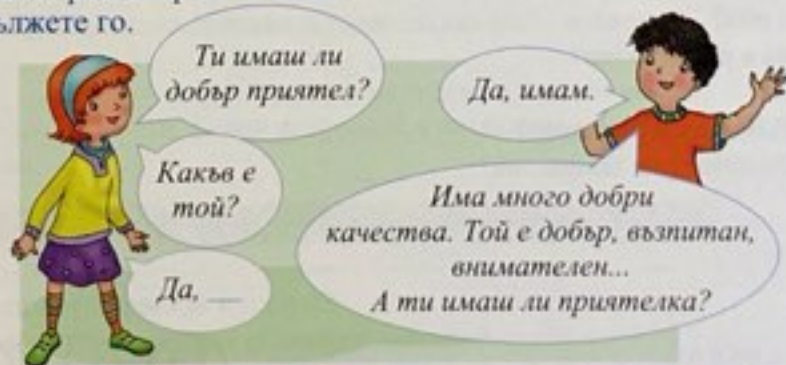 ължете го.
Ти имаш ли
добър приятел?
Да, имам.
Какъв е
той?
Има много добри
качества. Той е добър, възпитан,
внимателен...
А ти имаш ли приятелка?
Да, ___